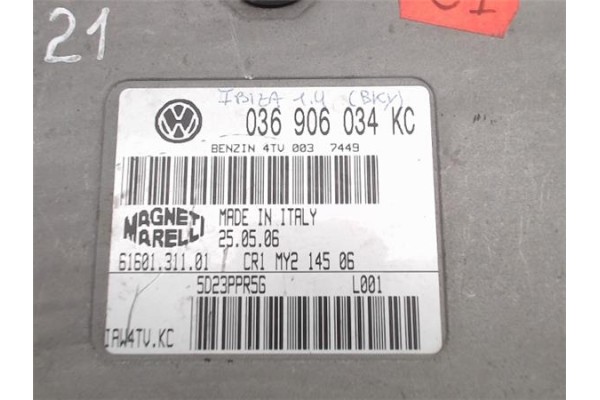 21
IBIZA 1.4 (BKY)
036 906 034 KC
BENZIN 4TV 003 7449
MAGNETI MARELLI
MADE IN ITALY
25.05.06
61601.311.01 CR1 MY2 145 06
5D23PPR5G L001
IAW4TV.KC